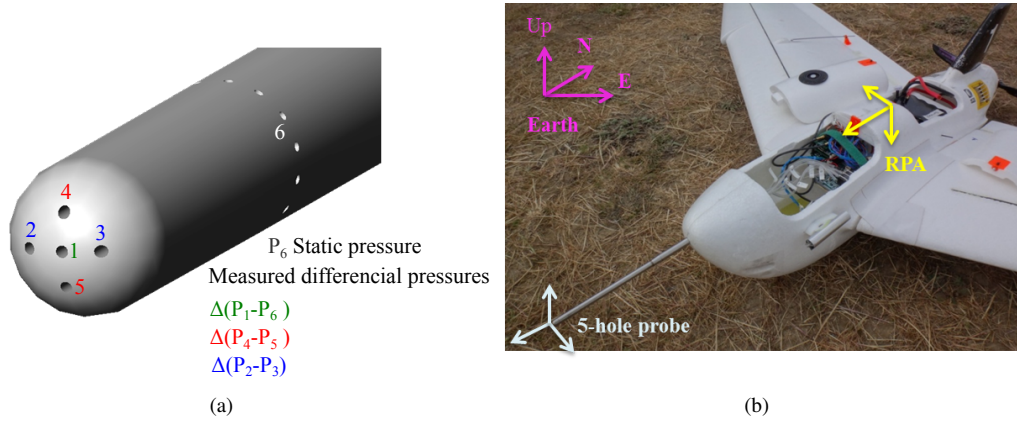 4
2
3
1
5
6
P6 Static pressure
Measured differencial pressures
Δ(P1-P6 )
Δ(P4-P5 )
Δ(P2-P3)
(a)
Up
N
E
Earth
RPA
5-hole probe
(b)